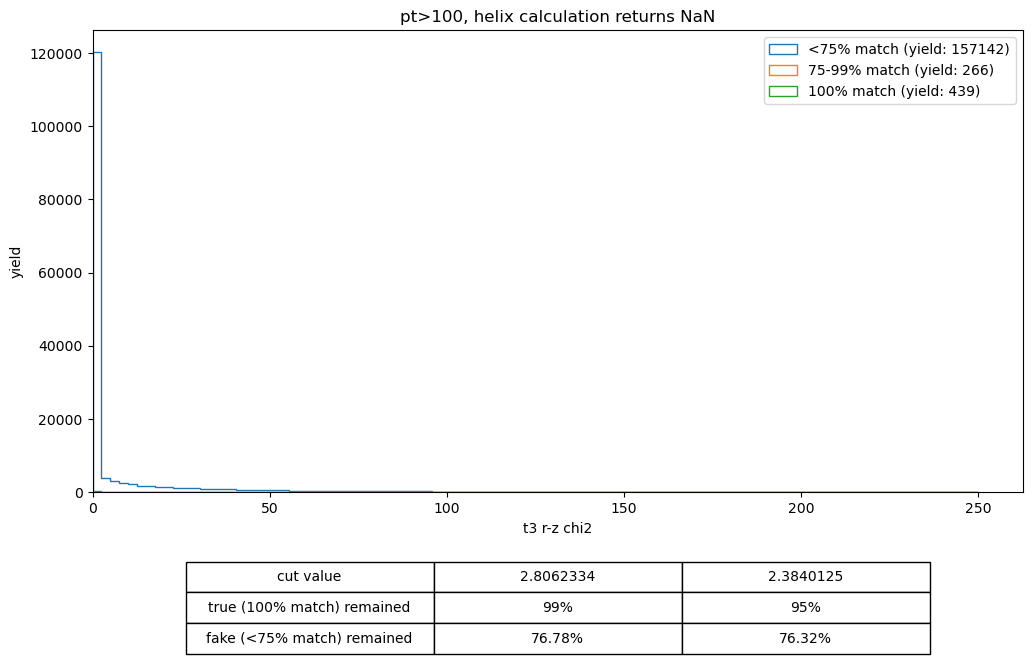 pt>100, helix calculation returns NaN
<75% match (yield: 157142)
75-99% match (yield: 266)
100% match (yield: 439)
120000
100000
80000
60000
40000
20000
0
yield
0 50 100 150 200 250
t3 r-z chi2
cut value 2.8062334 2.3840125
true (100% match) remained 99% 95%
fake (<75% match) remained 76.78% 76.32%